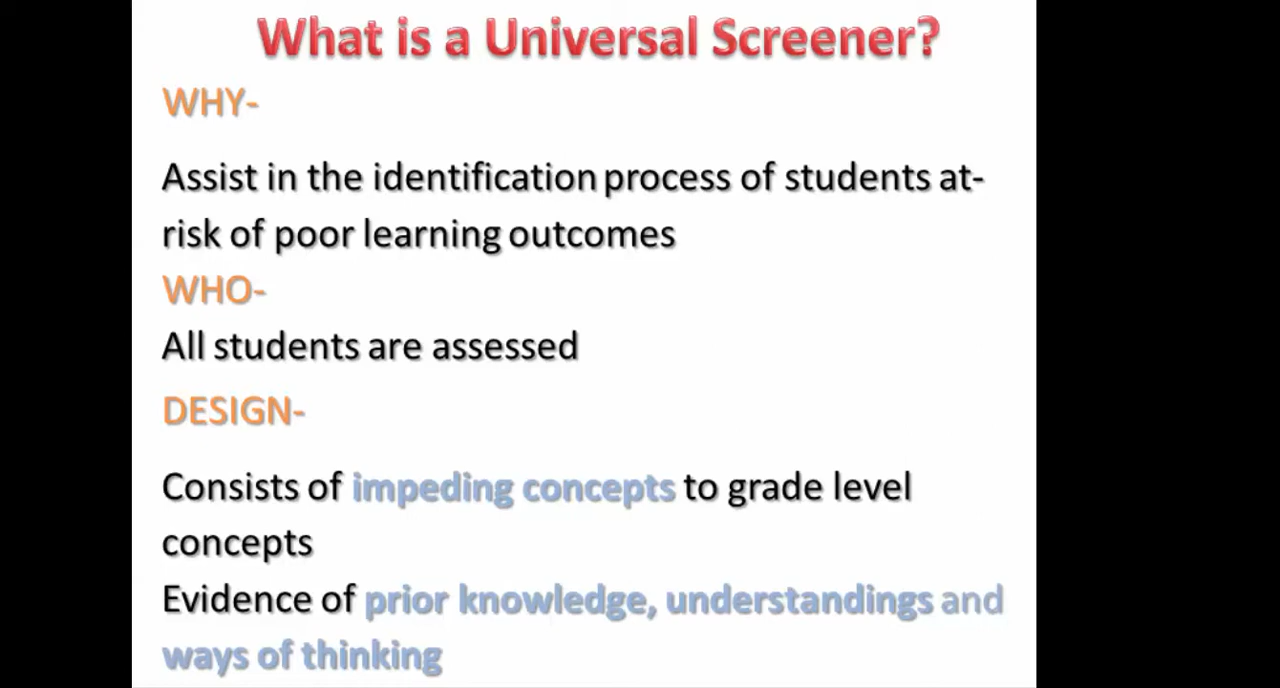 What is a Universal Screener?
WHY-
Assist in the identification process of students at-
risk of poor learning outcomes
WHO-
All students are assessed
DESIGN-
Consists of impeding concepts to grade level
concepts
Evidence of prior knowledge, understandings and
ways of thinking